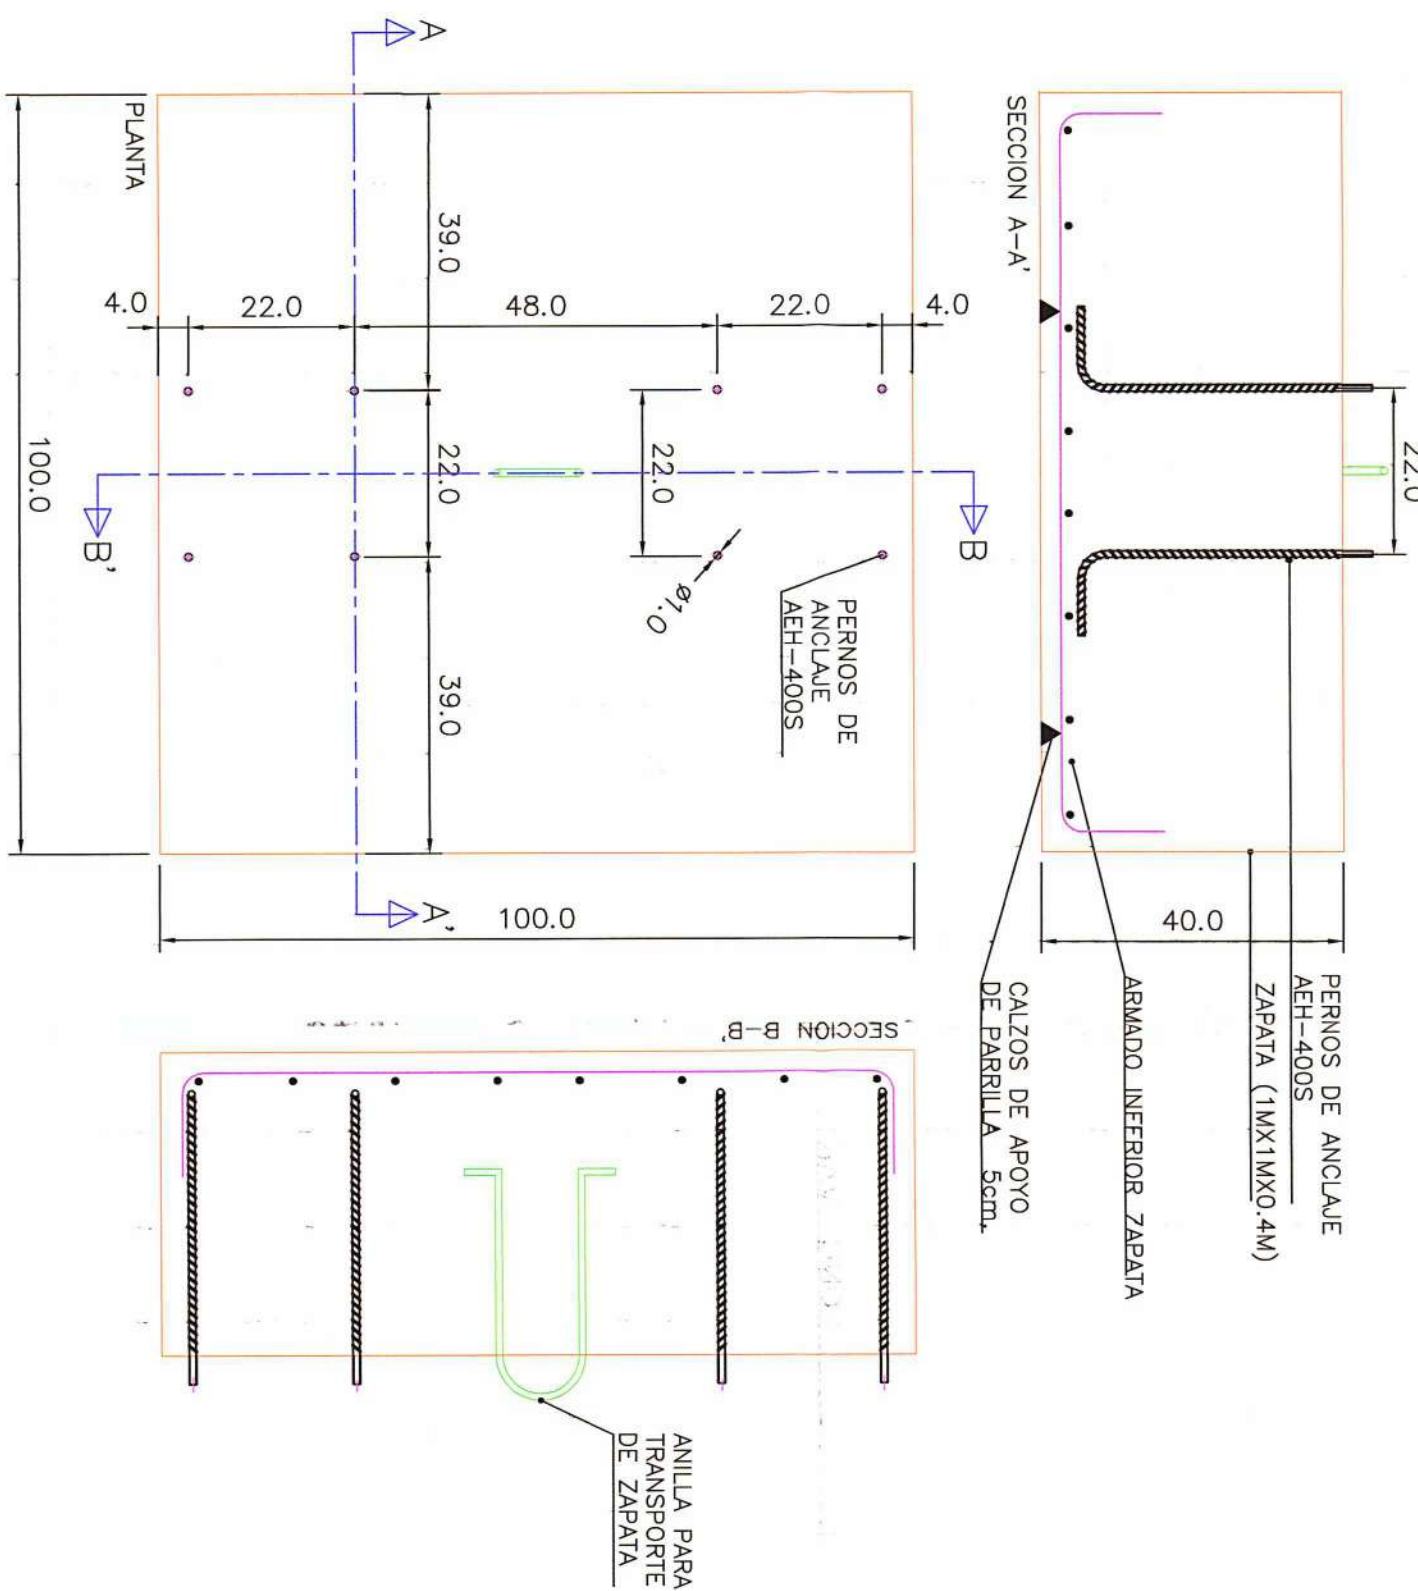 A
PLANTA
39.0
4.0
22.0
48.0
22.0
4.0
22.0
22.0
100.0
B'
B
ø1.0
PERNOS DE
ANCLAJE
AEH-400S
39.0
A'
100.0
SECCION A-A'
22.0
40.0
PERNOS DE ANCLAJE
AEH-400S
ZAPATA (1MX1MX0.4M)
ARMADO INFERIOR ZAPATA
CALZOS DE APOYO
DE PARRILLA 5cm.
SECCION B-B'
ANILLA PARA
TRANSPORTE
DE ZAPATA